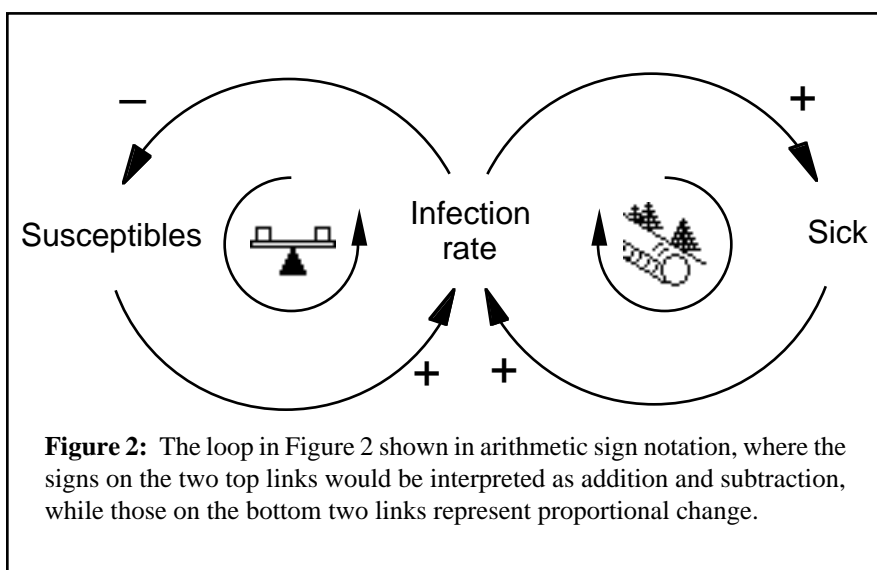 −
+
Susceptibles
Infection
rate
Sick
+
+
Figure 2: The loop in Figure 2 shown in arithmetic sign notation, where the
signs on the two top links would be interpreted as addition and subtraction,
while those on the bottom two links represent proportional change.